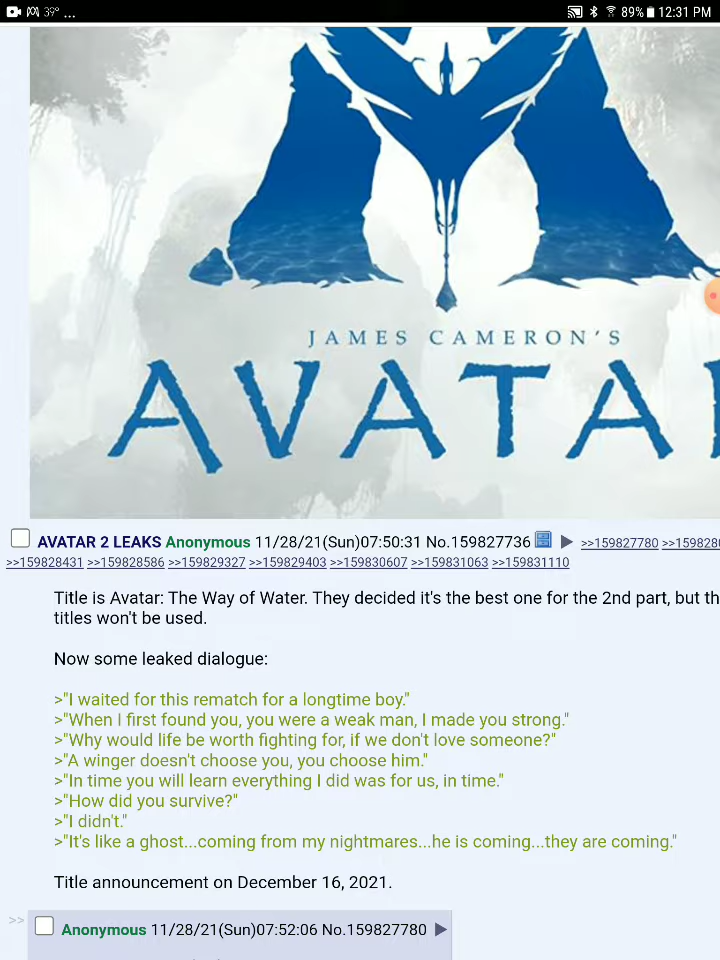 39° ...
89% 12:31 PM
JAMES CAMERON'S
AVATA
AVATAR 2 LEAKS Anonymous 11/28/21(Sun)07:50:31 No.159827736 ▶ >>159827780 >>159828
>>159828431 >>159828586 >>159829327 >>159829403 >>159830607 >>159831063 >>159831110
Title is Avatar: The Way of Water. They decided it's the best one for the 2nd part, but th
titles won't be used.
Now some leaked dialogue:
>"I waited for this rematch for a longtime boy."
>"When I first found you, you were a weak man, I made you strong."
>"Why would life be worth fighting for, if we don't love someone?"
>"A winger doesn't choose you, you choose him."
>"In time you will learn everything I did was for us, in time."
>"How did you survive?"
>"I didn't."
>"It's like a ghost...coming from my nightmares...he is coming...they are coming."
Title announcement on December 16, 2021.
>> Anonymous 11/28/21(Sun)07:52:06 No.159827780 ▶